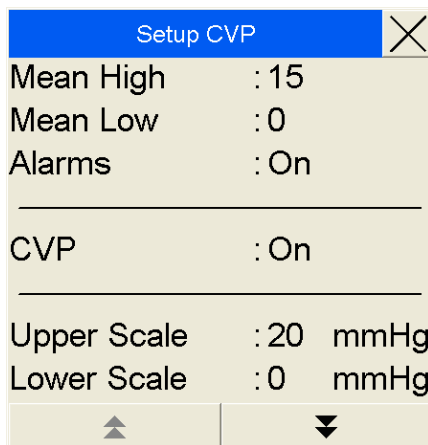 Setup CVP
Mean High : 15
Mean Low : 0
Alarms : On
CVP : On
Upper Scale : 20 mmHg
Lower Scale : 0 mmHg